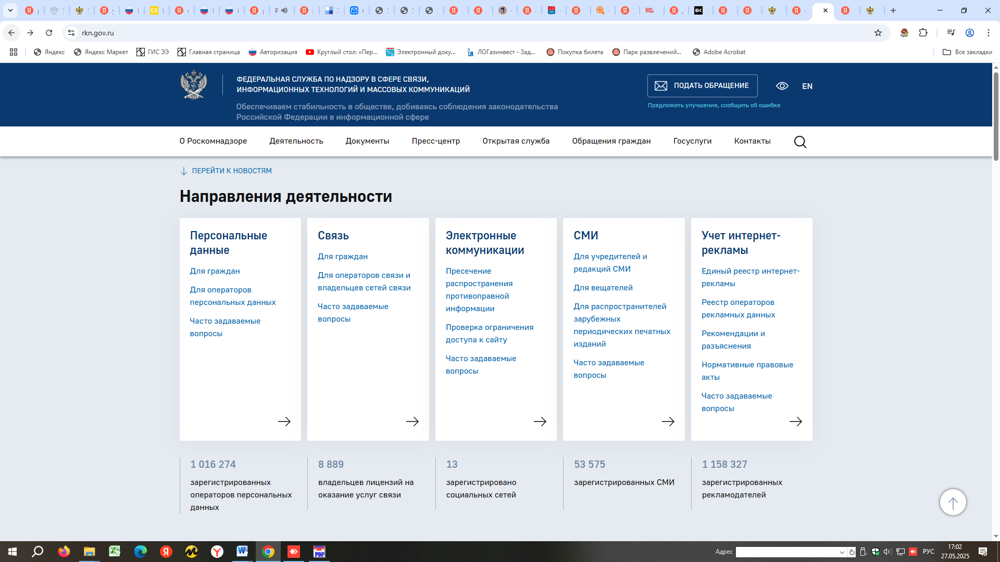 rkn.gov.ru
Яндекс
Яндекс Маркет
ГИС ЭЭ
Главная страница
Авторизация
Круглый стол: «Пер...
Электронный доку...
ЛОГазинвест - Зад...
Покупка билета
Парк развлечений...
Adobe Acrobat
Все закладки
ФЕДЕРАЛЬНАЯ СЛУЖБА ПО НАДЗОРУ В СФЕРЕ СВЯЗИ,
ИНФОРМАЦИОННЫХ ТЕХНОЛОГИЙ И МАССОВЫХ КОММУНИКАЦИЙ
Обеспечиваем стабильность в обществе, добиваясь соблюдения законодательства
Российской Федерации в информационной сфере
ПОДАТЬ ОБРАЩЕНИЕ
EN
Предложить улучшения, сообщить об ошибке
О Роскомнадзоре
Деятельность
Документы
Пресс-центр
Открытая служба
Обращения граждан
Госуслуги
Контакты
ПЕРЕЙТИ К НОВОСТЯМ
Направления деятельности
Персональные
данные
Для граждан
Для операторов
персональных данных
Часто задаваемые
вопросы
Связь
Для граждан
Для операторов связи и
владельцев сетей связи
Часто задаваемые
вопросы
Электронные
коммуникации
Пресечение
распространения
противоправной
информации
Проверка ограничения
доступа к сайту
Часто задаваемые
вопросы
СМИ
Для учредителей и
редакций СМИ
Для вещателей
Для распространителей
зарубежных
периодических печатных
изданий
Часто задаваемые
вопросы
Учет интернет-
рекламы
Единый реестр интернет-
рекламы
Реестр операторов
рекламных данных
Рекомендации и
разъяснения
Нормативные правовые
акты
Часто задаваемые
вопросы
1 016 274
зарегистрированных
операторов персональных
данных
8 889
владельцев лицензий на
оказание услуг связи
13
зарегистрировано
социальных сетей
53 575
зарегистрированных СМИ
1 158 327
зарегистрированных
рекламодателей
Адрес
РУС
17:02
27.05.2025